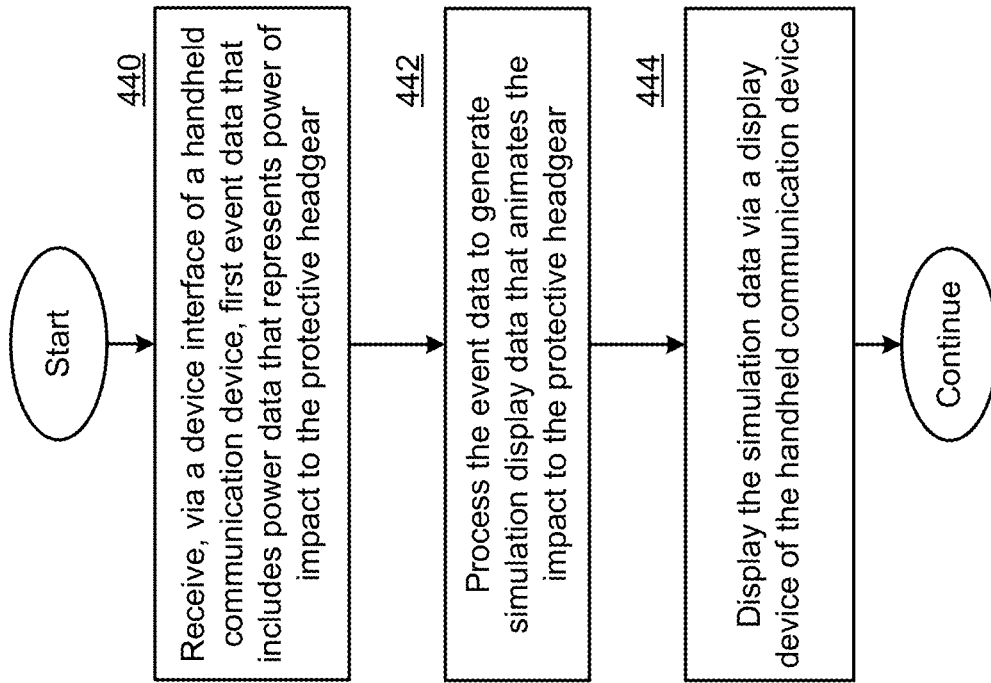 Start
440
Receive, via a device interface of a handheld
communication device, first event data that
includes power data that represents power of
impact to the protective headgear
442
Process the event data to generate
simulation display data that animates the
impact to the protective headgear
444
Display the simulation data via a display
device of the handheld communication device
Continue